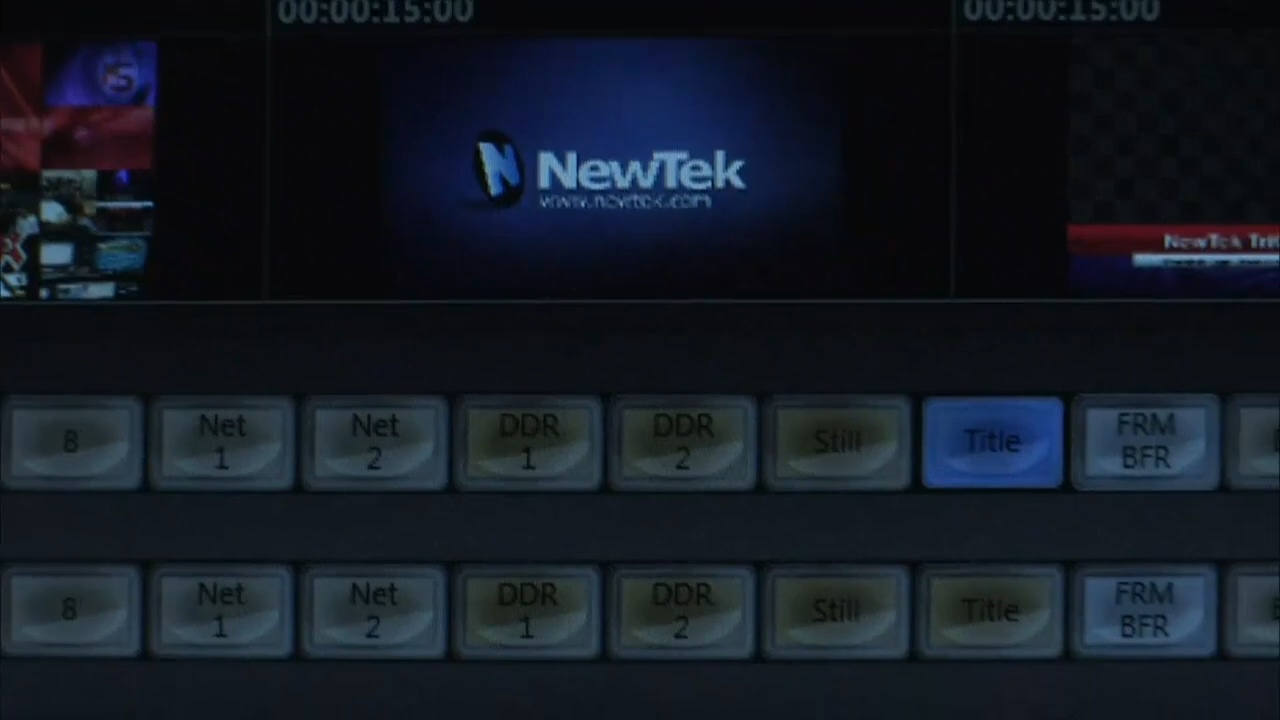 00:00:15:00
00:00:15:00
NewTek
www.newtek.com
NewTek
8
Net 1
Net 2
DDR 1
DDR 2
Still
Title
FRM BFR
8
Net 1
Net 2
DDR 1
DDR 2
Still
Title
FRM BFR